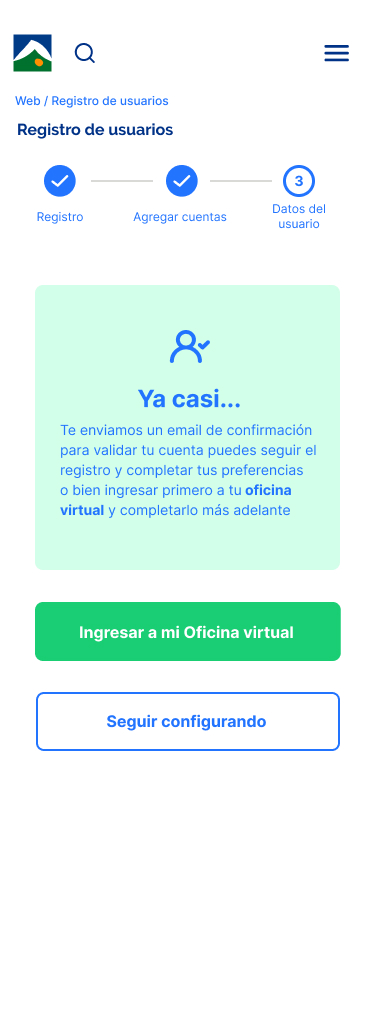 Web / Registro de usuarios
Registro de usuarios
3
Registro
Agregar cuentas
Datos del
usuario
Ya casi...
Te enviamos un email de confirmación
para validar tu cuenta puedes seguir el
registro y completar tus preferencias
o bien ingresar primero a tu oficina
virtual y completarlo más adelante
Ingresar a mi Oficina virtual
Seguir configurando